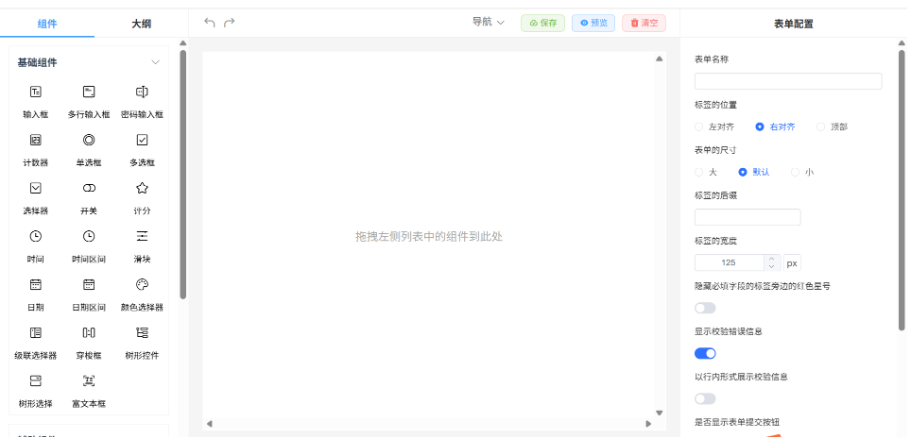 组件 大纲 导航 保存 预览 清空 表单配置
基础组件
输入框 多行输入框 密码输入框
计数器 单选框 多选框
选择器 开关 评分
时间 时间区间 滑块
日期 日期区间 颜色选择器
级联选择器 穿梭框 树形控件
树形选择 富文本框
拖拽左侧列表中的组件到此处
表单名称
标签的位置
左对齐 右对齐 顶部
表单的尺寸
大 默认 小
标签的后缀
标签的宽度
125 px
隐藏必填字段的标签旁边的红色星号
显示校验错误信息
以行内形式展示校验信息
是否显示表单提交按钮